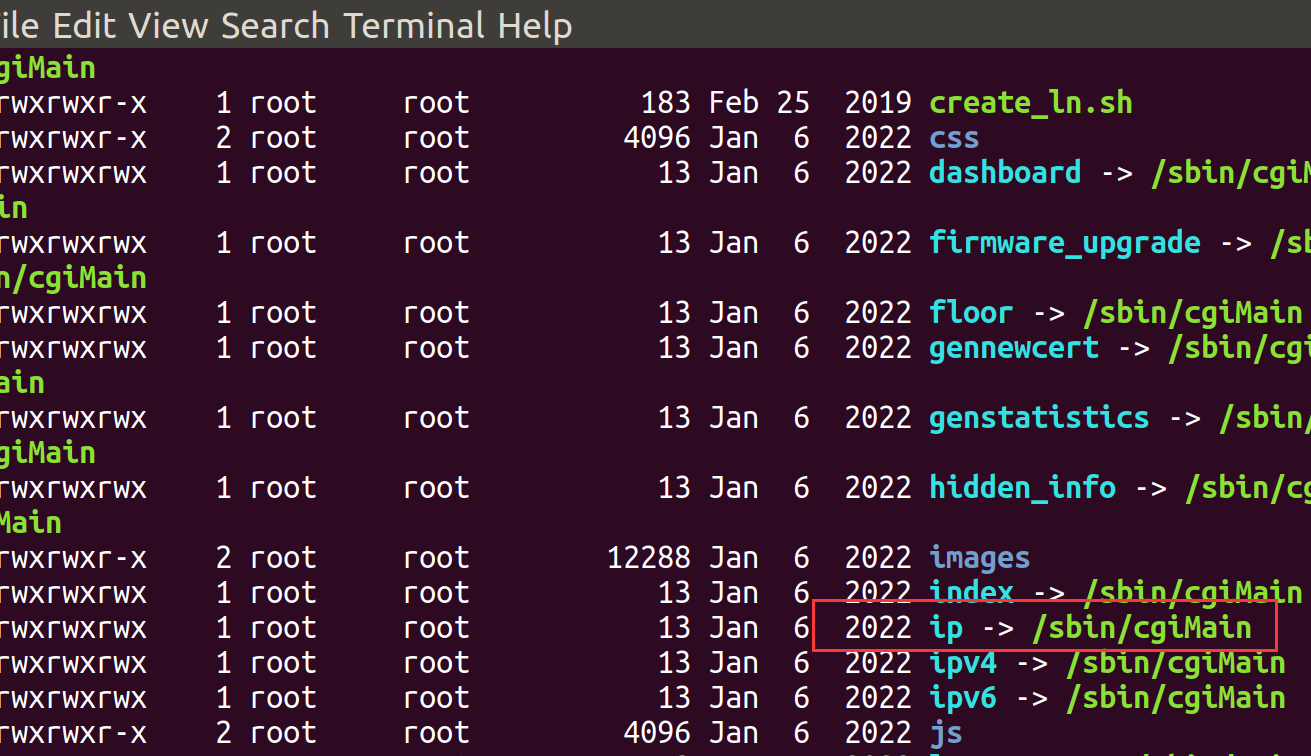 ile Edit View Search Terminal Help
giMain
rwxrwxr-x 1 root root 183 Feb 25 2019 create_ln.sh
rwxrwxr-x 2 root root 4096 Jan 6 2022 css
rwxrwxrwx 1 root root 13 Jan 6 2022 dashboard -> /sbin/cgiM
in
rwxrwxrwx 1 root root 13 Jan 6 2022 firmware_upgrade -> /sb
n/cgiMain
rwxrwxrwx 1 root root 13 Jan 6 2022 floor -> /sbin/cgiMain
rwxrwxrwx 1 root root 13 Jan 6 2022 gennewcert -> /sbin/cgi
ain
rwxrwxrwx 1 root root 13 Jan 6 2022 genstatistics -> /sbin/
giMain
rwxrwxrwx 1 root root 13 Jan 6 2022 hidden_info -> /sbin/cg
Main
rwxrwxr-x 2 root root 12288 Jan 6 2022 images
rwxrwxrwx 1 root root 13 Jan 6 2022 index -> /sbin/cgiMain
rwxrwxrwx 1 root root 13 Jan 6 2022 ip -> /sbin/cgiMain
rwxrwxrwx 1 root root 13 Jan 6 2022 ipv4 -> /sbin/cgiMain
rwxrwxrwx 1 root root 13 Jan 6 2022 ipv6 -> /sbin/cgiMain
rwxrwxr-x 2 root root 4096 Jan 6 2022 js